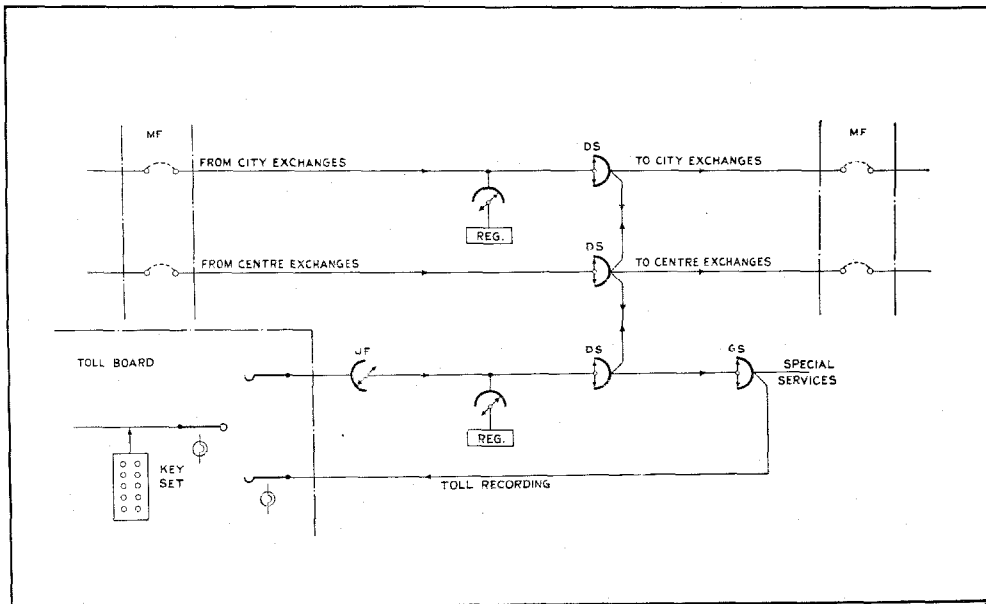 MF
MF
DS
FROM CITY EXCHANGES
TO CITY EXCHANGES
REG.
DS
FROM CENTRE EXCHANGES
TO CENTRE EXCHANGES
TOLL BOARD
JF
DS
GS
SPECIAL
SERVICES
REG.
KEY
SET
TOLL RECORDING